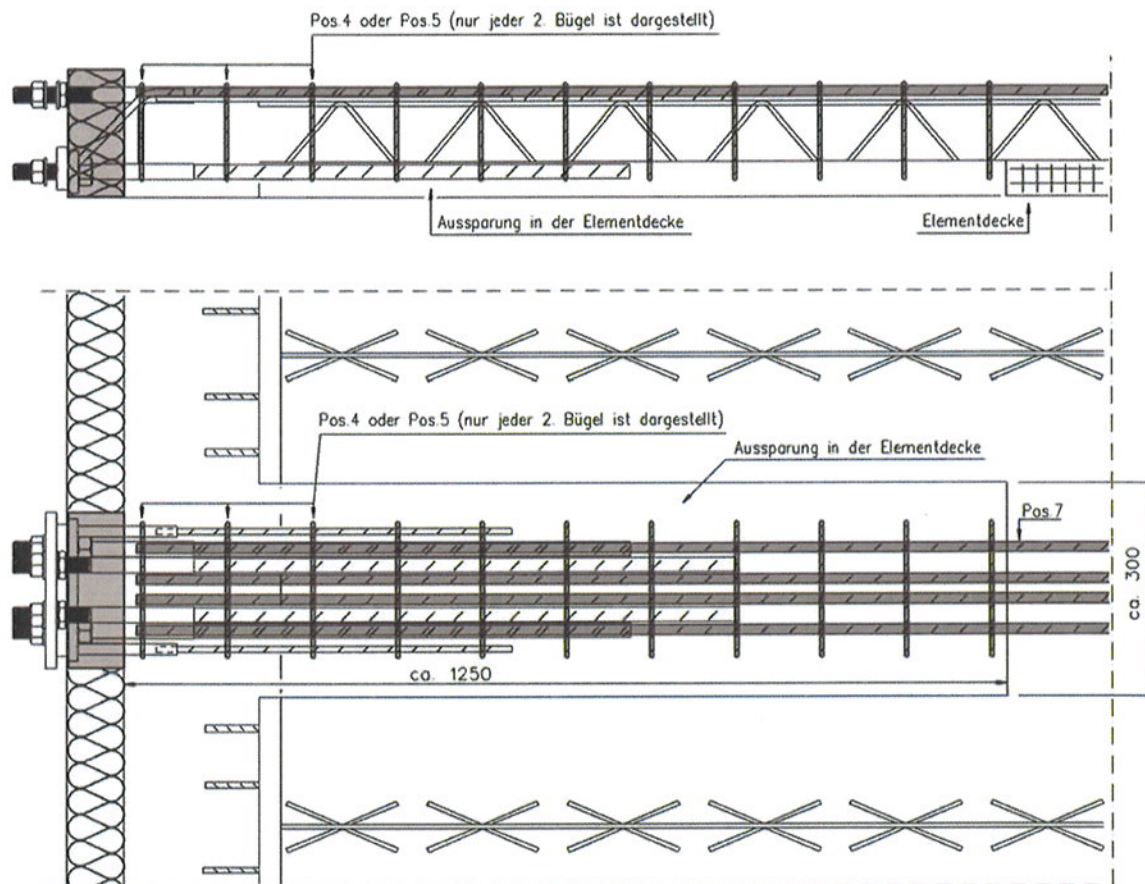 Pos.4 oder Pos.5 (nur jeder 2. Bügel ist dargestellt)
Aussparung in der Elementdecke
Elementdecke
Pos.4 oder Pos.5 (nur jeder 2. Bügel ist dargestellt)
Aussparung in der Elementdecke
Pos.7
ca. 300
ca. 1250